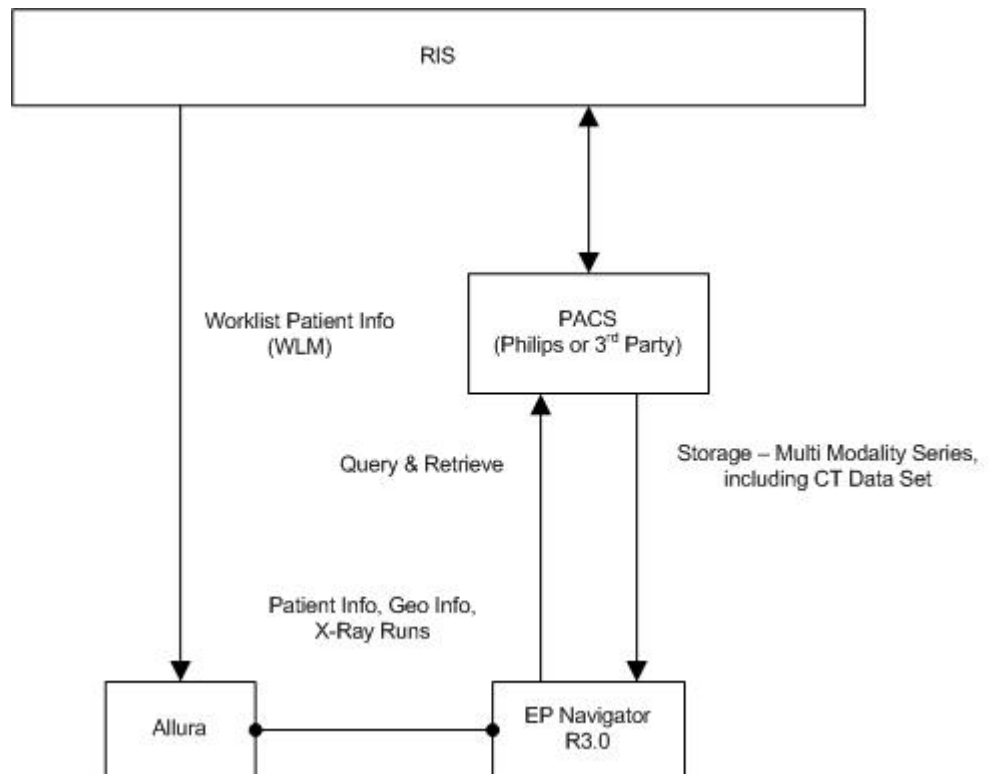 RIS
Worklist Patient Info
(WLM)
PACS
(Philips or 3rd Party)
Query & Retrieve
Storage – Multi Modality Series,
including CT Data Set
Patient Info, Geo Info,
X-Ray Runs
Allura
EP Navigator
R3.0